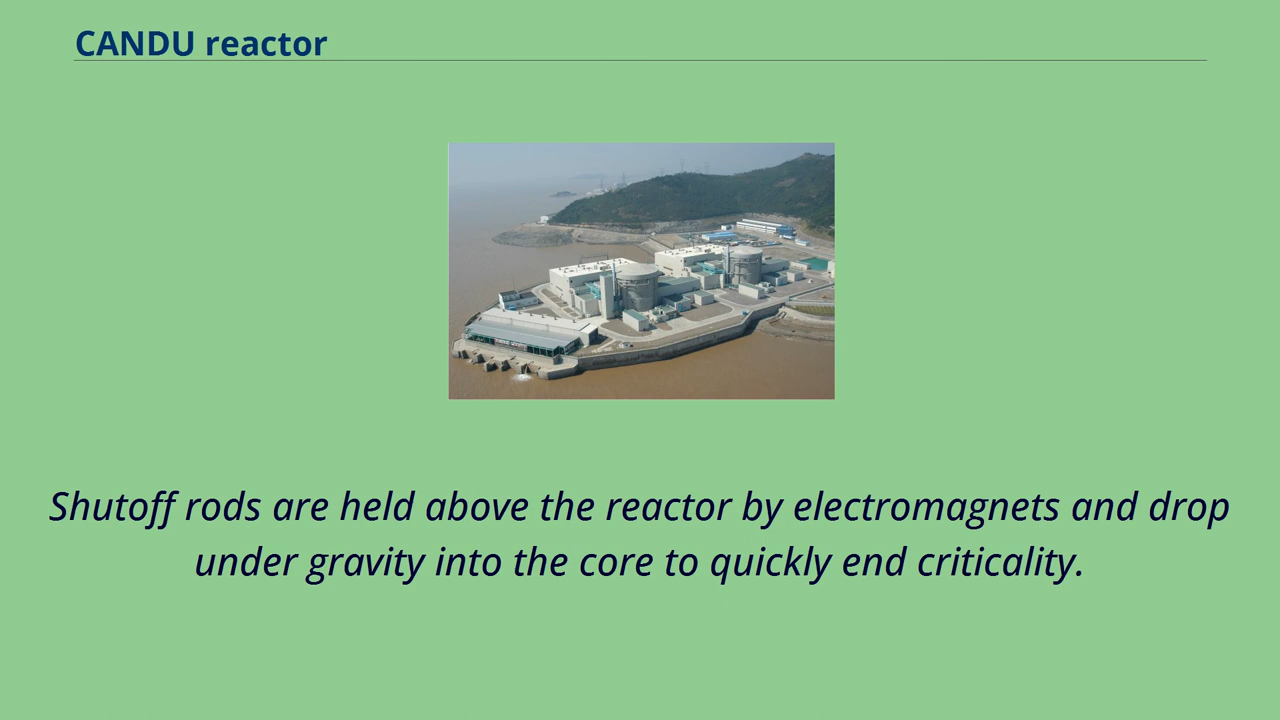 CANDU reactor
Shutoff rods are held above the reactor by electromagnets and drop
under gravity into the core to quickly end criticality.